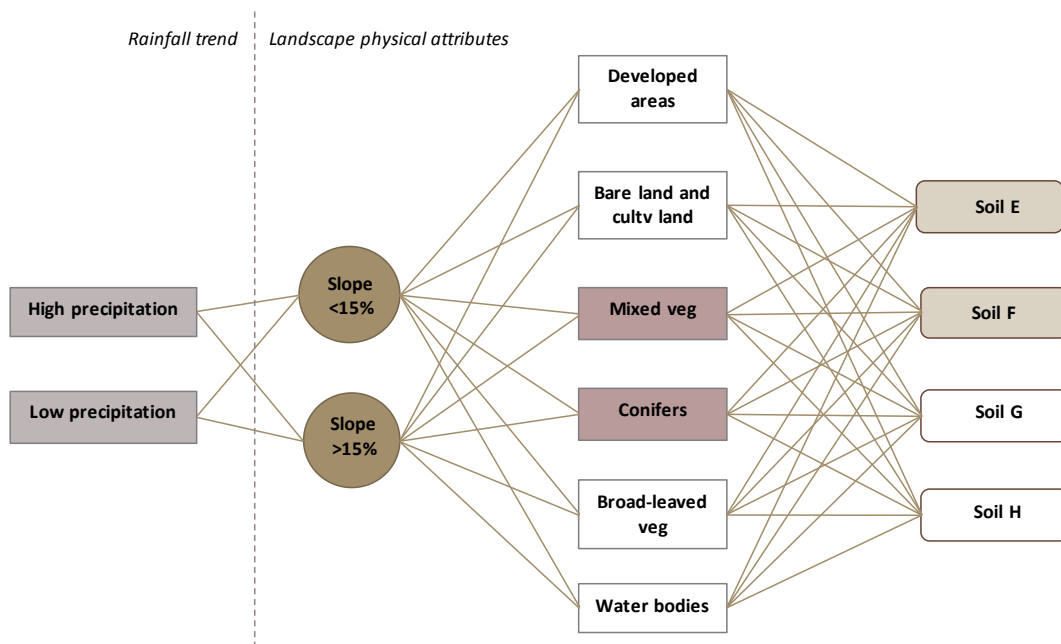 Rainfall trend
Landscape physical attributes
High precipitation
Low precipitation
Slope
<15%
Slope
>15%
Developed
areas
Bare land and
cultv land
Mixed veg
Conifers
Broad-leaved
veg
Water bodies
Soil E
Soil F
Soil G
Soil H